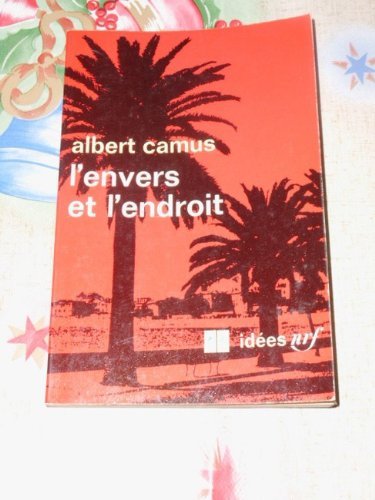 albert camus
l'envers
et l'endroit
idées nrf